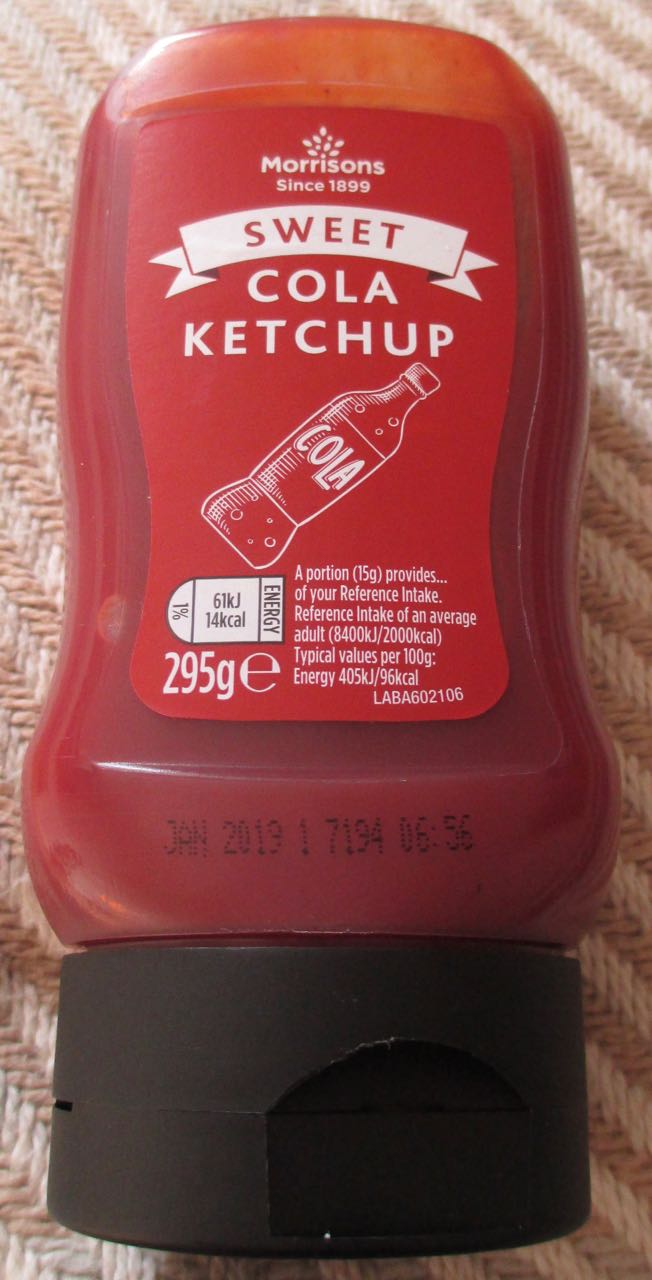 Morrisons
Since 1899
SWEET
COLA
KETCHUP
COLA
1%
61kJ
14kcal
ENERGY
A portion (15g) provides...
of your Reference Intake.
Reference Intake of an average
adult (8400kJ/2000kcal)
Typical values per 100g:
Energy 405kJ/96kcal
295g℮
LABA602106
JAN 2019 1 7194 06:56